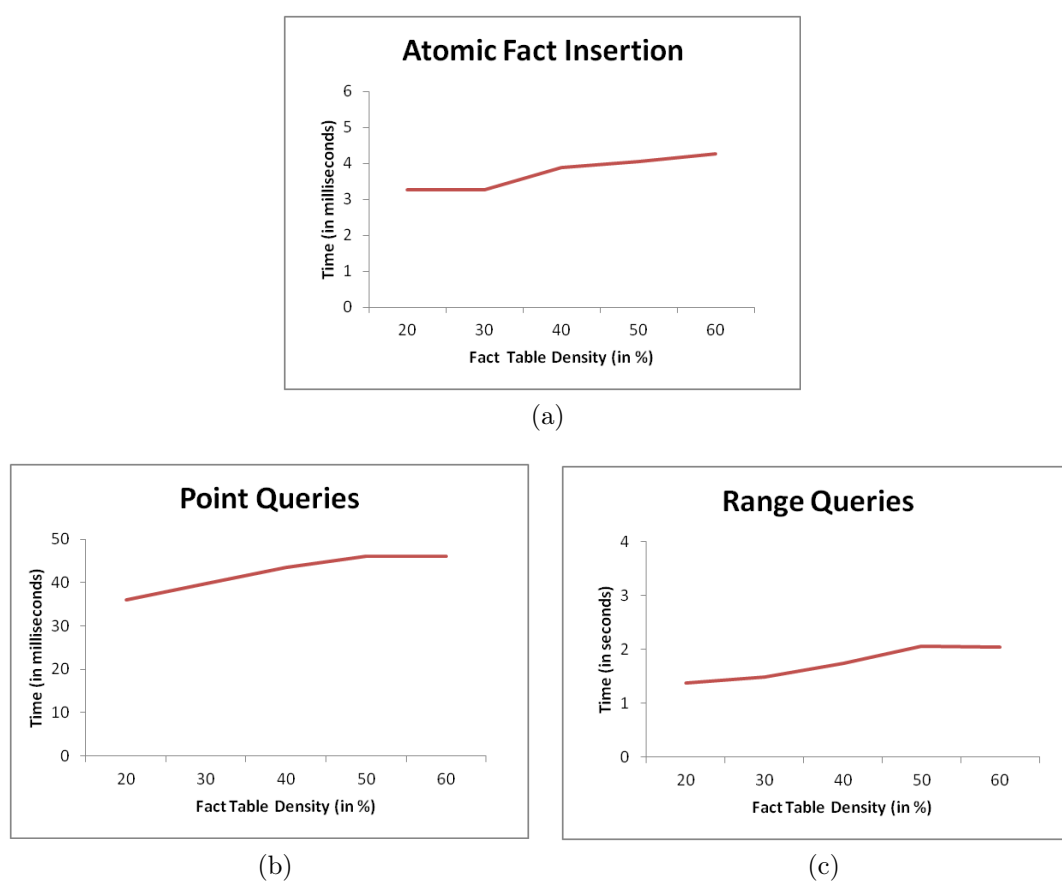 Atomic Fact Insertion
Time (in milliseconds)
6
5
4
3
2
1
0
20 30 40 50 60
Fact Table Density (in %)
(a)
Point Queries
Time (in milliseconds)
50
40
30
20
10
0
20 30 40 50 60
Fact Table Density (in %)
(b)
Range Queries
Time (in seconds)
4
3
2
1
0
20 30 40 50 60
Fact Table Density (in %)
(c)